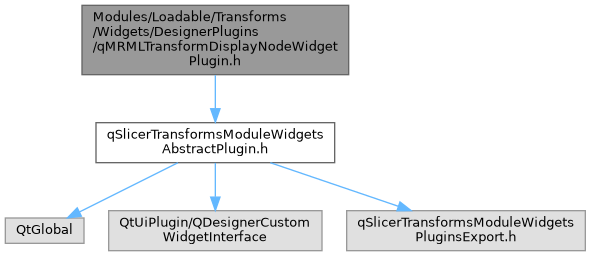 Modules/Loadable/Transforms
/Widgets/DesignerPlugins
/qMRMLTransformDisplayNodeWidget
Plugin.h
qSlicerTransformsModuleWidgets
AbstractPlugin.h
QtGlobal
QtUiPlugin/QDesignerCustom
WidgetInterface
qSlicerTransformsModuleWidgets
PluginsExport.h